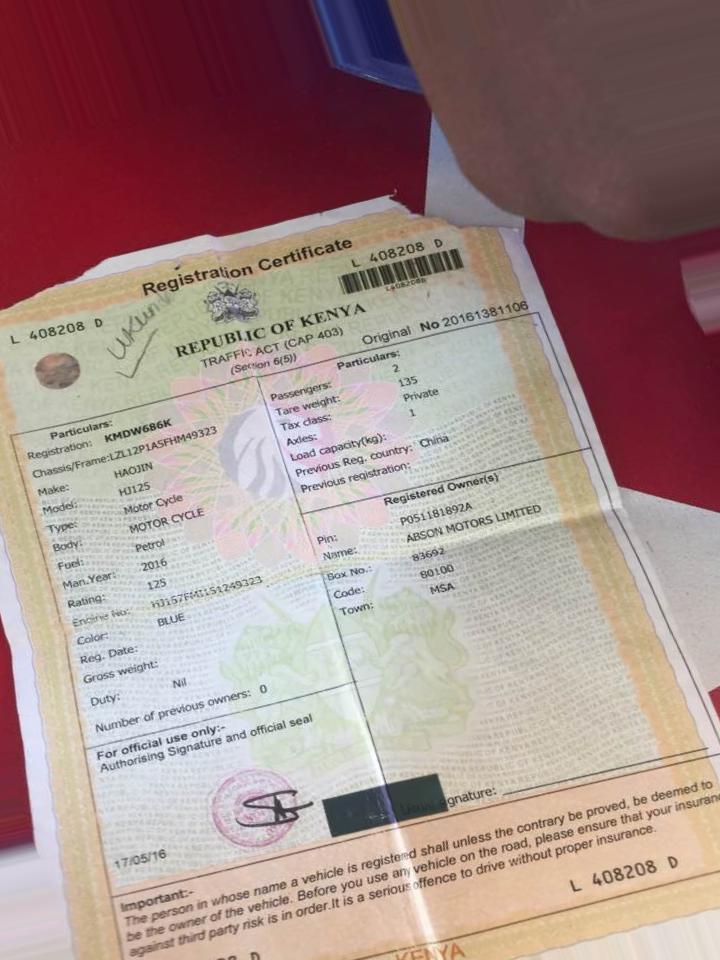 Registration Certificate
L 408208 D
L408208D
L 408208 D
Ukunda
REPUBLIC OF KENYA
TRAFFIC ACT (CAP 403)
(Section 6(5))
Original No 20161381106
Particulars:
Registration: KMDW686K
Chassis/Frame:LZL12P1A5FHM49323
Make: HAOJIN
Model: HJ125
Type: Motor Cycle
Body: MOTOR CYCLE
Fuel: Petrol
Man.Year: 2016
Rating: 125
Engine No: HJ157FMI151249323
Color: BLUE
Reg. Date:
Gross weight:
Duty: Nil
Number of previous owners: 0
Particulars:
Passengers: 2
Tare weight: 135
Tax class: Private
Axles: 1
Load capacity(kg):
Previous Reg. country: China
Previous registration:
Registered Owner(s)
Pin: P051181892A
Name: ABSON MOTORS LIMITED
Box No.: 83692
Code: 80100
Town: MSA
For official use only:-
Authorising Signature and official seal
17/05/16
Usual signature:
Important:-
The person in whose name a vehicle is registered shall unless the contrary be proved, be deemed to
be the owner of the vehicle. Before you use any vehicle on the road, please ensure that your insurance
against third party risk is in order.It is a serious offence to drive without proper insurance.
L 408208 D
D
KENYA